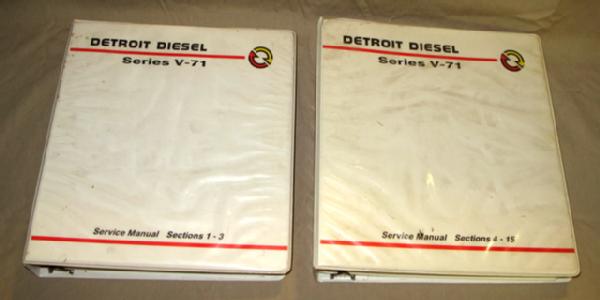 DETROIT DIESEL
Series V-71
Service Manual Sections 1 - 3
DETROIT DIESEL
Series V-71
Service Manual Sections 4 - 15